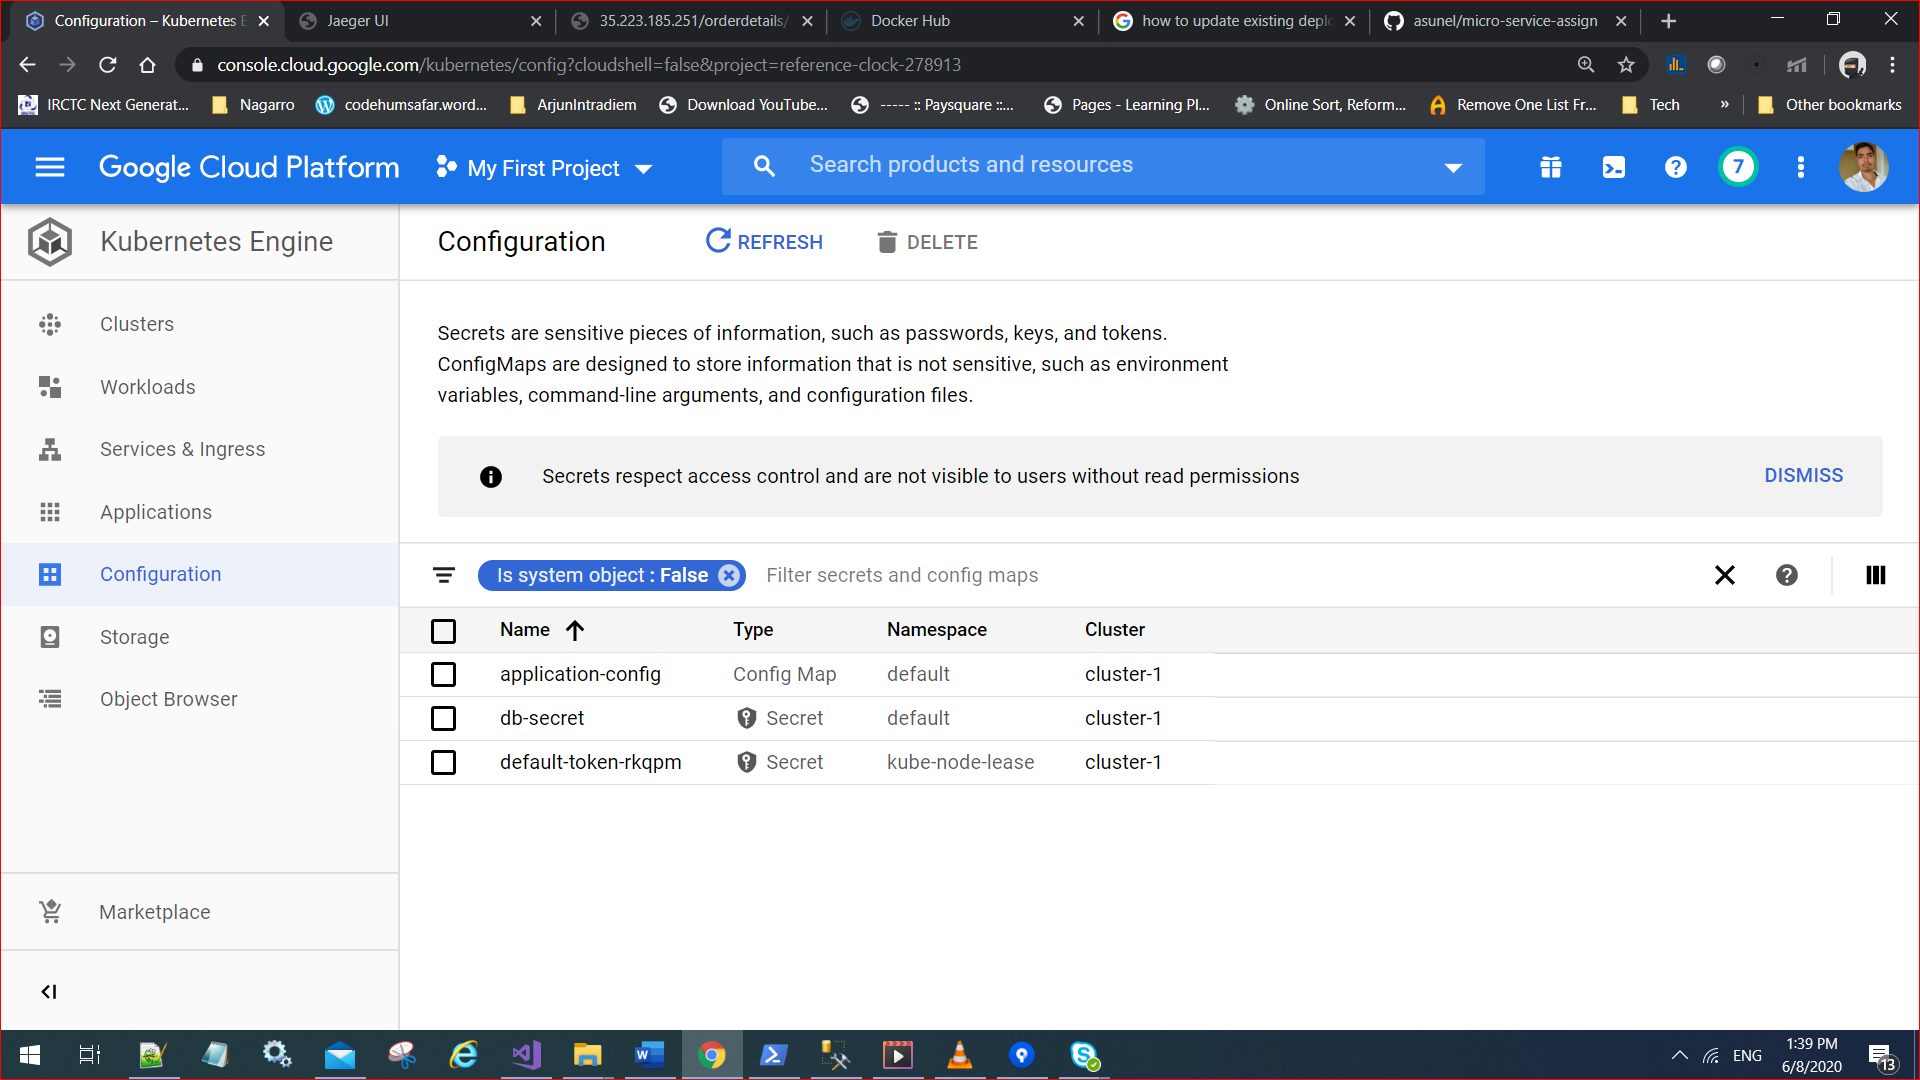 Configuration – Kubernetes E
Jaeger UI
35.223.185.251/orderdetails/
Docker Hub
how to update existing deplo
asunel/micro-service-assign
console.cloud.google.com/kubernetes/config?cloudshell=false&project=reference-clock-278913
IRCTC Next Generat...
Nagarro
codehumsafar.word...
ArjunIntradiem
Download YouTube...
----- :: Paysquare ::...
Pages - Learning Pl...
Online Sort, Reform...
Remove One List Fr...
Tech
»
Other bookmarks
Google Cloud Platform
My First Project
Search products and resources
7
Kubernetes Engine
Configuration
REFRESH
DELETE
Clusters
Workloads
Services & Ingress
Applications
Configuration
Storage
Object Browser
Marketplace
Secrets are sensitive pieces of information, such as passwords, keys, and tokens.
ConfigMaps are designed to store information that is not sensitive, such as environment
variables, command-line arguments, and configuration files.
Secrets respect access control and are not visible to users without read permissions
DISMISS
Is system object : False
Filter secrets and config maps
Name Type Namespace Cluster
application-config Config Map default cluster-1
db-secret Secret default cluster-1
default-token-rkqpm Secret kube-node-lease cluster-1
ENG
1:39 PM
6/8/2020
13